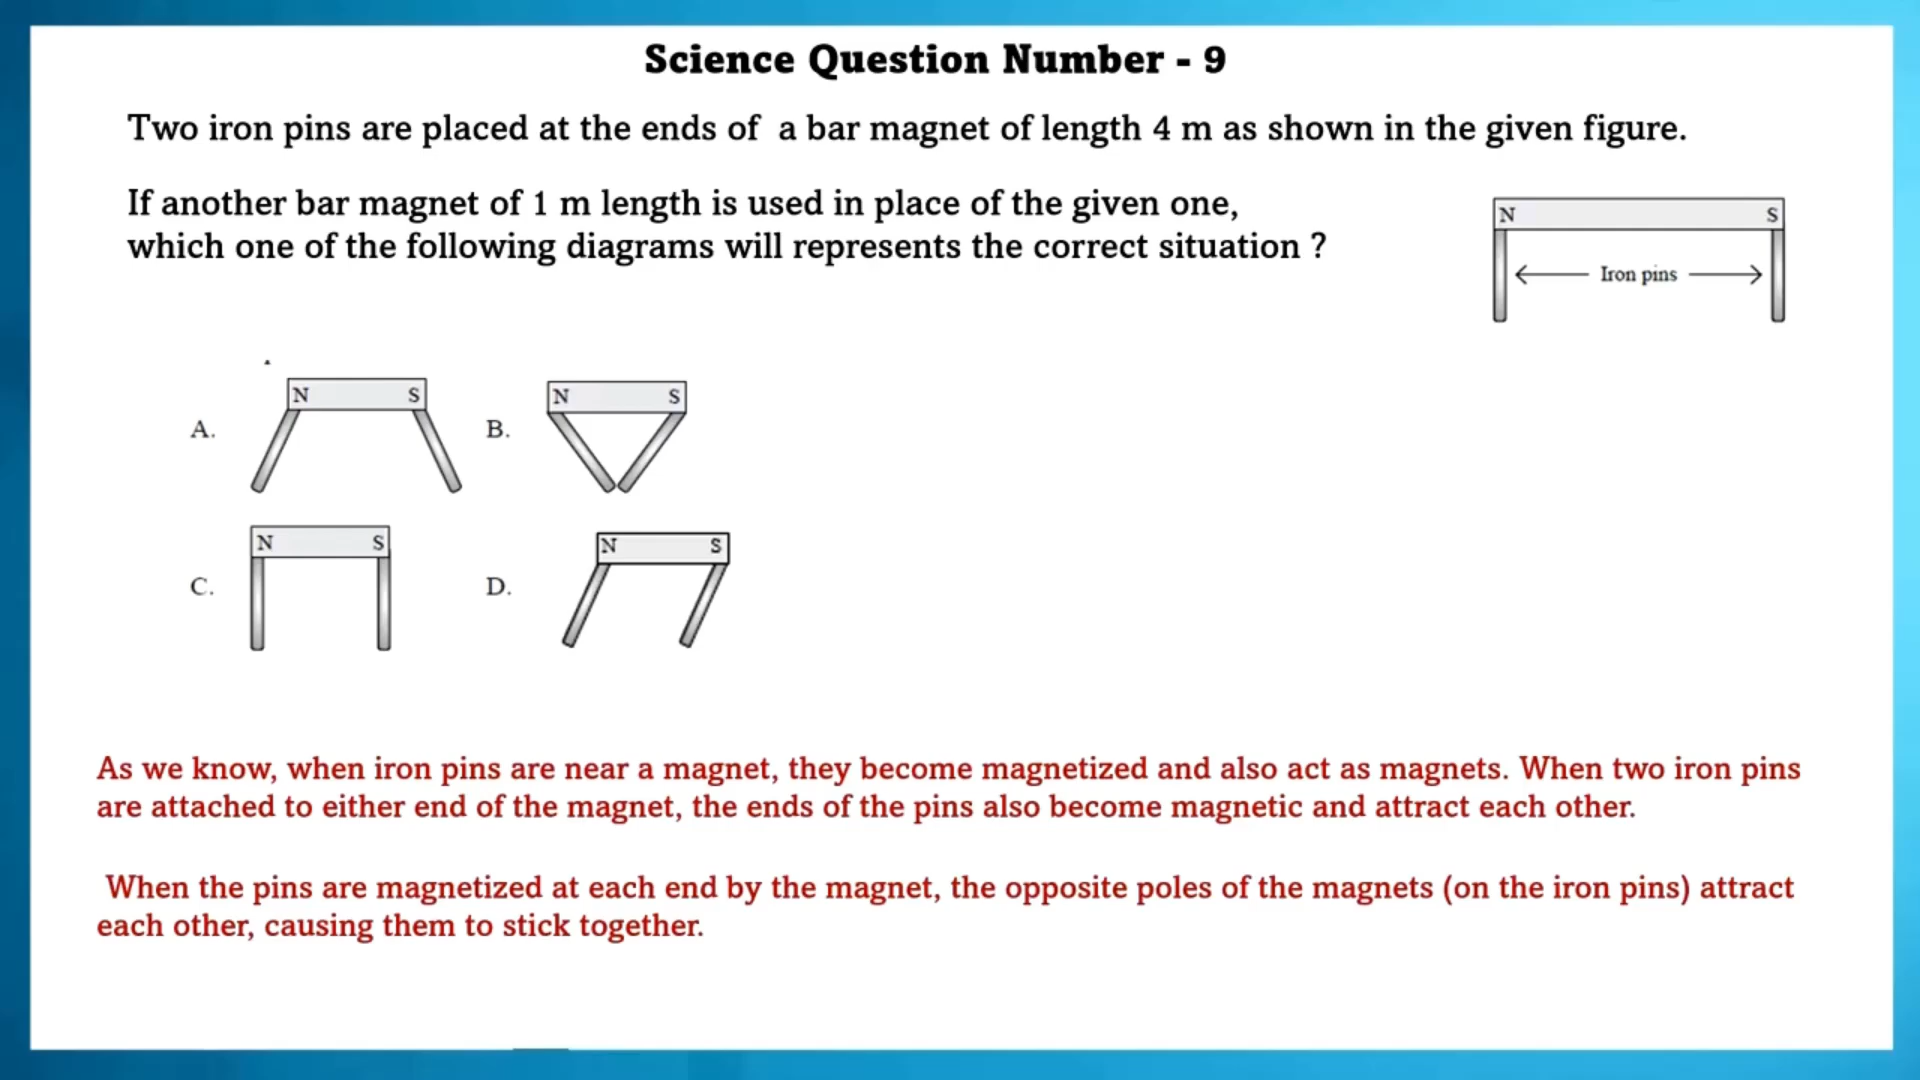 Science Question Number - 9
Two iron pins are placed at the ends of a bar magnet of length 4 m as shown in the given figure.
If another bar magnet of 1 m length is used in place of the given one,
which one of the following diagrams will represents the correct situation ?
N S
Iron pins
A. N S
B. N S
C. N S
D. N S
As we know, when iron pins are near a magnet, they become magnetized and also act as magnets. When two iron pins
are attached to either end of the magnet, the ends of the pins also become magnetic and attract each other.
When the pins are magnetized at each end by the magnet, the opposite poles of the magnets (on the iron pins) attract
each other, causing them to stick together.